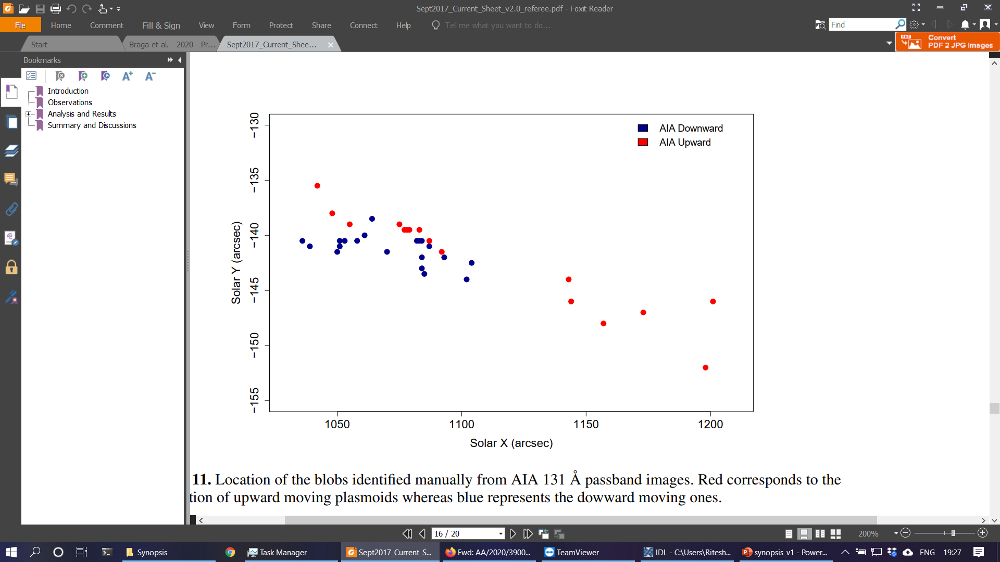 Sept2017_Current_Sheet_v2.0_referee.pdf - Foxit Reader
File Home Comment Fill & Sign View Form Protect Share Connect Help Tell me what you want to do... Find
Start Braga et al. - 2020 - Pr... Sept2017_Current_Shee...
Convert
PDF 2 JPG Images
Bookmarks
Introduction
Observations
Analysis and Results
Summary and Discussions
AIA Downward
AIA Upward
−130
−135
−140
−145
−150
−155
Solar Y (arcsec)
1050 1100 1150 1200
Solar X (arcsec)
11. Location of the blobs identified manually from AIA 131 Å passband images. Red corresponds to the
tion of upward moving plasmoids whereas blue represents the dowward moving ones.
16 / 20
200%
Synopsis Task Manager Sept2017_Current_S... Fwd: AA/2020/3900... TeamViewer IDL - C:\Users\Ritesh... synopsis_v1 - Power... ENG 19:27